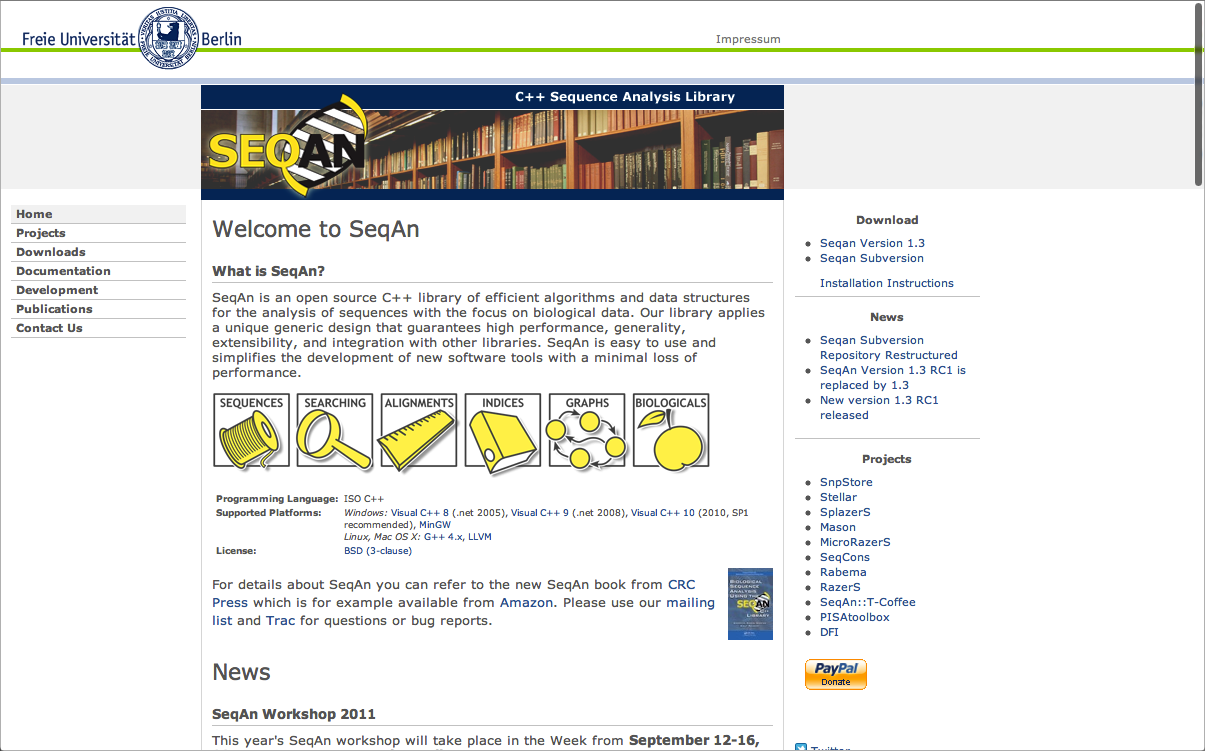 Freie Universität Berlin
Impressum
C++ Sequence Analysis Library
SEQAN
Home
Projects
Downloads
Documentation
Development
Publications
Contact Us
Welcome to SeqAn
What is SeqAn?
SeqAn is an open source C++ library of efficient algorithms and data structures
for the analysis of sequences with the focus on biological data. Our library applies
a unique generic design that guarantees high performance, generality,
extensibility, and integration with other libraries. SeqAn is easy to use and
simplifies the development of new software tools with a minimal loss of
performance.
SEQUENCES SEARCHING ALIGNMENTS INDICES GRAPHS BIOLOGICALS
Programming Language: ISO C++
Supported Platforms: Windows: Visual C++ 8 (.net 2005), Visual C++ 9 (.net 2008), Visual C++ 10 (2010, SP1
recommended), MinGW
Linux, Mac OS X: G++ 4.x, LLVM
License: BSD (3-clause)
For details about SeqAn you can refer to the new SeqAn book from CRC
Press which is for example available from Amazon. Please use our mailing
list and Trac for questions or bug reports.
BIOLOGICAL
SEQUENCE
ANALYSIS
USING THE
SEQAN
C++
LIBRARY
News
SeqAn Workshop 2011
This year's SeqAn workshop will take place in the Week from September 12-16,
Download
Seqan Version 1.3
Seqan Subversion
Installation Instructions
News
Seqan Subversion
Repository Restructured
SeqAn Version 1.3 RC1 is
replaced by 1.3
New version 1.3 RC1
released
Projects
SnpStore
Stellar
SplazerS
Mason
MicroRazerS
SeqCons
Rabema
RazerS
SeqAn::T-Coffee
PISAtoolbox
DFI
PayPal
Donate
Twitter